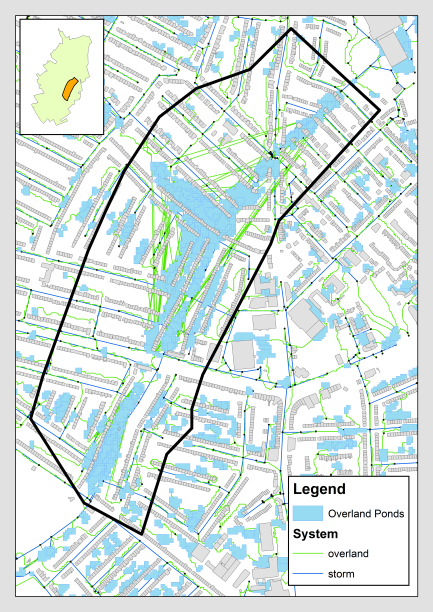 Legend
Overland Ponds
System
overland
storm